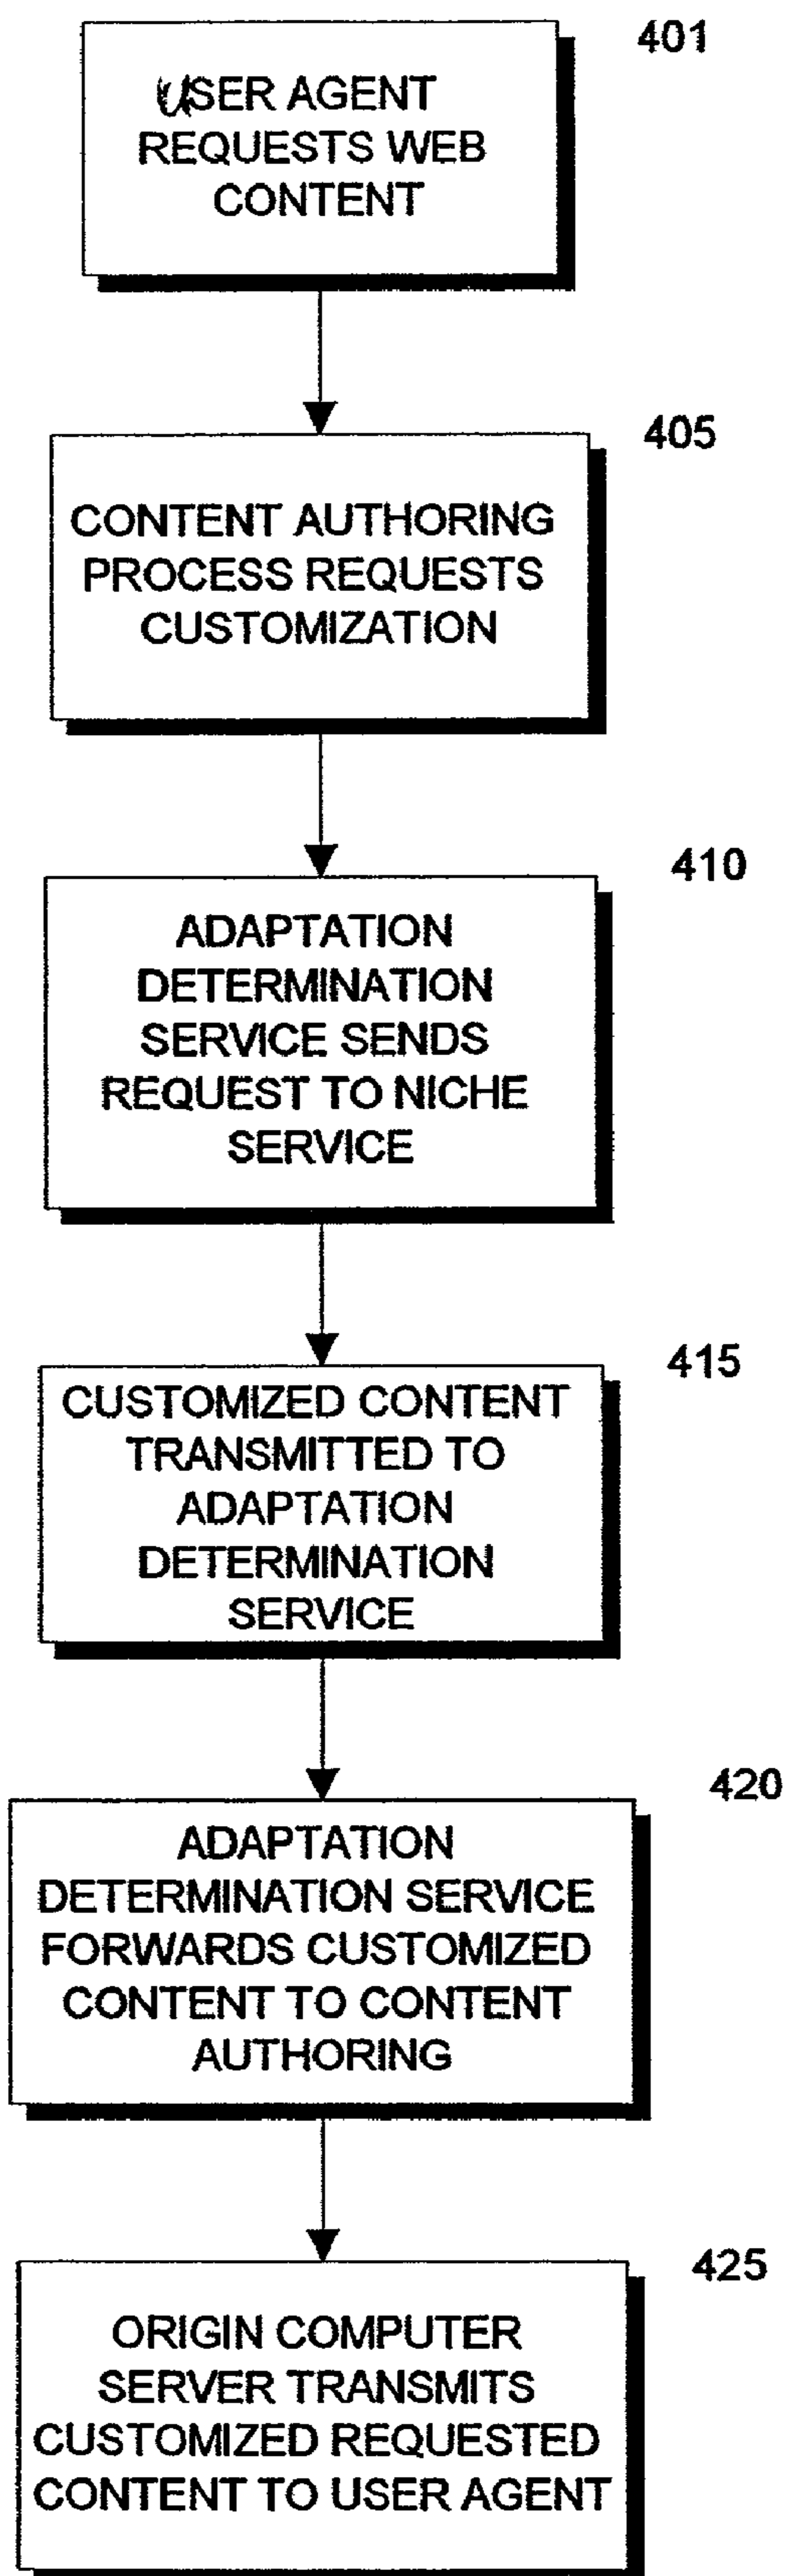 401
USER AGENT
REQUESTS WEB
CONTENT
405
CONTENT AUTHORING
PROCESS REQUESTS
CUSTOMIZATION
410
ADAPTATION
DETERMINATION
SERVICE SENDS
REQUEST TO NICHE
SERVICE
415
CUSTOMIZED CONTENT
TRANSMITTED TO
ADAPTATION
DETERMINATION
SERVICE
420
ADAPTATION
DETERMINATION SERVICE
FORWARDS CUSTOMIZED
CONTENT TO CONTENT
AUTHORING
425
ORIGIN COMPUTER
SERVER TRANSMITS
CUSTOMIZED REQUESTED
CONTENT TO USER AGENT